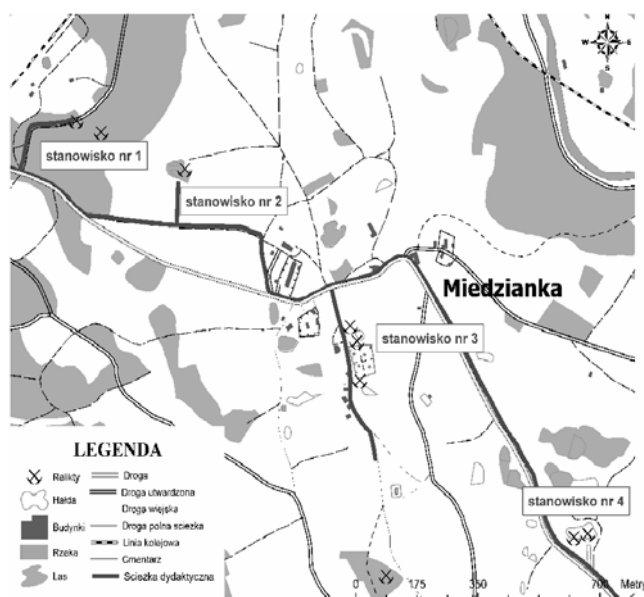 N
W E
S
stanowisko nr 1
stanowisko nr 2
Miedzianka
stanowisko nr 3
stanowisko nr 4
LEGENDA
Relikty
Hałda
Budynki
Rzeka
Las
Droga
Droga utwardzona
Droga wiejska
Droga polna sciezka
Linia kolejowa
Cmentarz
Ścieżka dydaktyczna
0 175 350 700 Metry